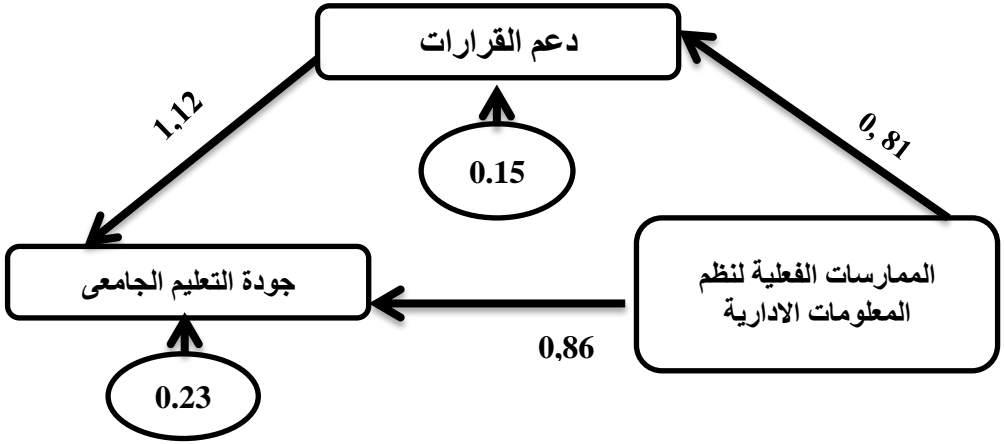 دعم القرارات
1,12
0, 81
0.15
الممارسات الفعلية لنظم
المعلومات الادارية
جودة التعليم الجامعى
0,86
0.23